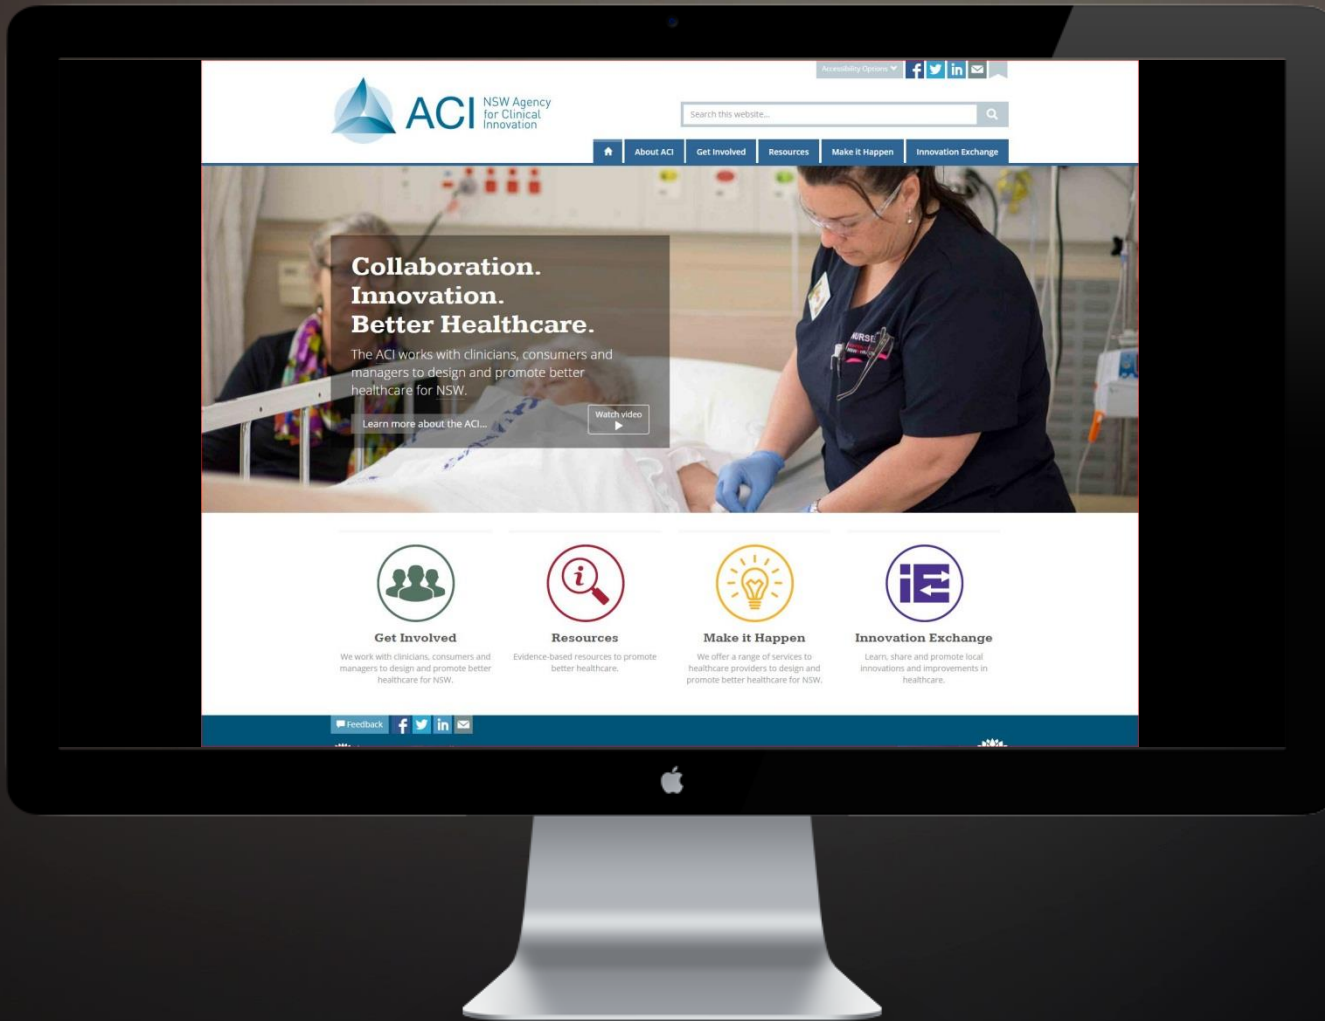 Accessibility Options
ACI
NSW Agency
for Clinical
Innovation
Search this website...
About ACI
Get Involved
Resources
Make it Happen
Innovation Exchange
Collaboration.
Innovation.
Better Healthcare.
The ACI works with clinicians, consumers and
managers to design and promote better
healthcare for NSW.
Learn more about the ACI...
Watch video
NURSE
Get Involved
We work with clinicians, consumers and
managers to design and promote better
healthcare for NSW.
Resources
Evidence-based resources to promote
better healthcare.
Make it Happen
We offer a range of services to
healthcare providers to design and
promote better healthcare for NSW.
iE
Innovation Exchange
Learn, share and promote local
innovations and improvements in
healthcare.
Feedback